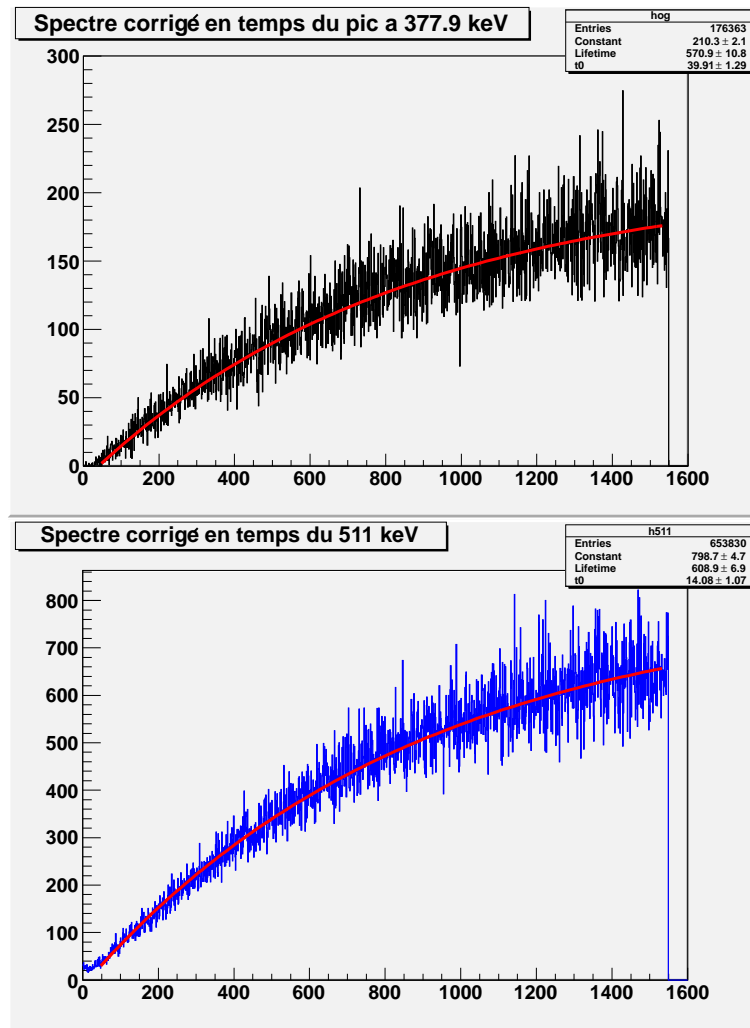 Spectre corrigé en temps du pic a 377.9 keV
hog
Entries 176363
Constant 210.3 ± 2.1
Lifetime 570.9 ± 10.8
t0 39.91 ± 1.29
300
250
200
150
100
50
0
0 200 400 600 800 1000 1200 1400 1600
Spectre corrigé en temps du 511 keV
h511
Entries 653830
Constant 798.7 ± 4.7
Lifetime 608.9 ± 6.9
t0 14.08 ± 1.07
800
700
600
500
400
300
200
100
0
0 200 400 600 800 1000 1200 1400 1600